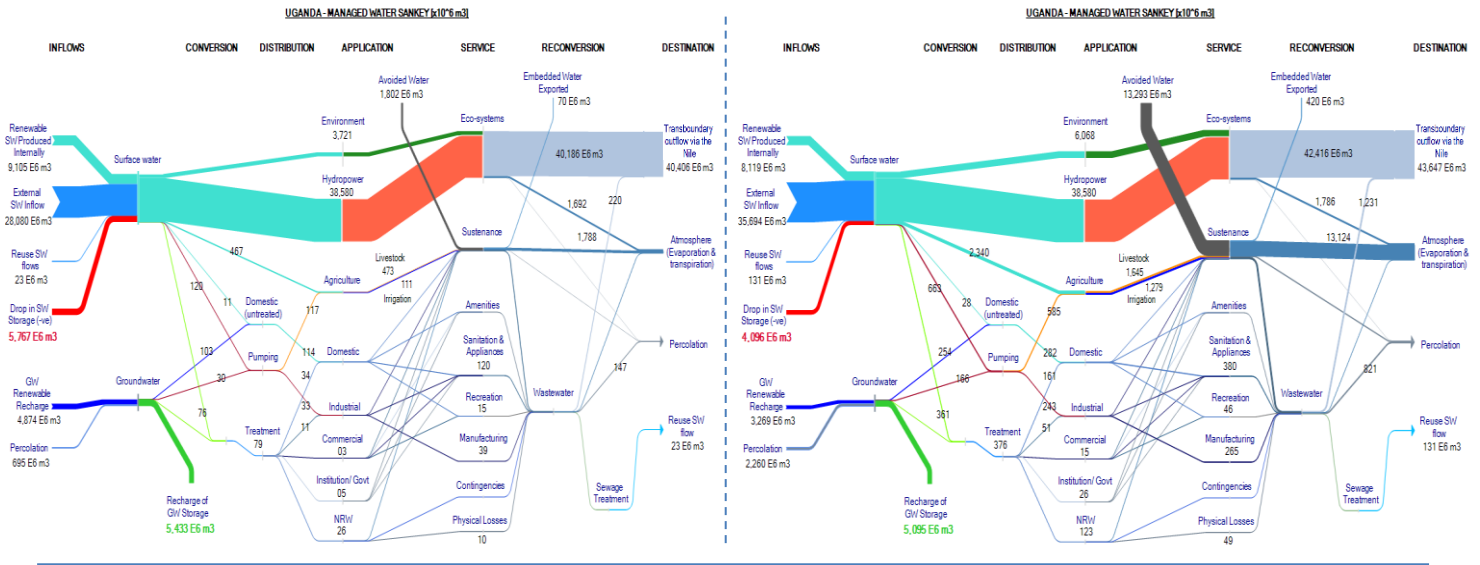 UGANDA - MANAGED WATER SANKEY [x10^6 m3]
INFLOWS
CONVERSION
DISTRIBUTION
APPLICATION
SERVICE
RECONVERSION
DESTINATION
Avoided Water
1,802 E6 m3
Embedded Water
Exported
70 E6 m3
Renewable
SW Produced
Internally
9,105 E6 m3
External
SW Inflow
28,080 E6 m3
Reuse SW
flows
23 E6 m3
Drop in SW
Storage (-ve)
5,767 E6 m3
GW
Renewable
Recharge
4,874 E6 m3
Percolation
695 E6 m3
Surface water
Groundwater
Recharge of
GW Storage
5,433 E6 m3
467
120
11
103
30
76
Domestic
(untreated)
Pumping
Treatment
79
117
114
34
33
11
Environment
3,721
Hydropower
38,580
Agriculture
Livestock
473
111
Irrigation
Domestic
Industrial
Commercial
03
Institution/ Govt
05
NRW
26
Eco-systems
Sustenance
Amenities
Sanitation &
Appliances
120
Recreation
15
Manufacturing
39
Contingencies
Physical Losses
10
40,186 E6 m3
1,692
220
1,788
147
Wastewater
Sewage
Treatment
Transboundary
outflow via the
Nile
40,406 E6 m3
Atmosphere
(Evaporation &
transpiration)
Percolation
Reuse SW
flow
23 E6 m3
UGANDA - MANAGED WATER SANKEY [x10^6 m3]
INFLOWS
CONVERSION
DISTRIBUTION
APPLICATION
SERVICE
RECONVERSION
DESTINATION
Avoided Water
13,293 E6 m3
Embedded Water
Exported
420 E6 m3
Renewable
SW Produced
Internally
8,119 E6 m3
External
SW Inflow
35,694 E6 m3
Reuse SW
flows
131 E6 m3
Drop in SW
Storage (-ve)
4,096 E6 m3
GW
Renewable
Recharge
3,269 E6 m3
Percolation
2,260 E6 m3
Surface water
Groundwater
Recharge of
GW Storage
5,095 E6 m3
2,340
663
28
254
166
361
Domestic
(untreated)
Pumping
Treatment
376
585
282
161
243
51
Environment
6,068
Hydropower
38,580
Agriculture
Livestock
1,645
1,279
Irrigation
Domestic
Industrial
Commercial
15
Institution/ Govt
26
NRW
123
Eco-systems
Sustenance
Amenities
Sanitation &
Appliances
380
Recreation
46
Manufacturing
265
Contingencies
Physical Losses
49
42,416 E6 m3
1,786
1,231
13,124
821
Wastewater
Sewage
Treatment
Transboundary
outflow via the
Nile
43,647 E6 m3
Atmosphere
(Evaporation &
transpiration)
Percolation
Reuse SW
flow
131 E6 m3